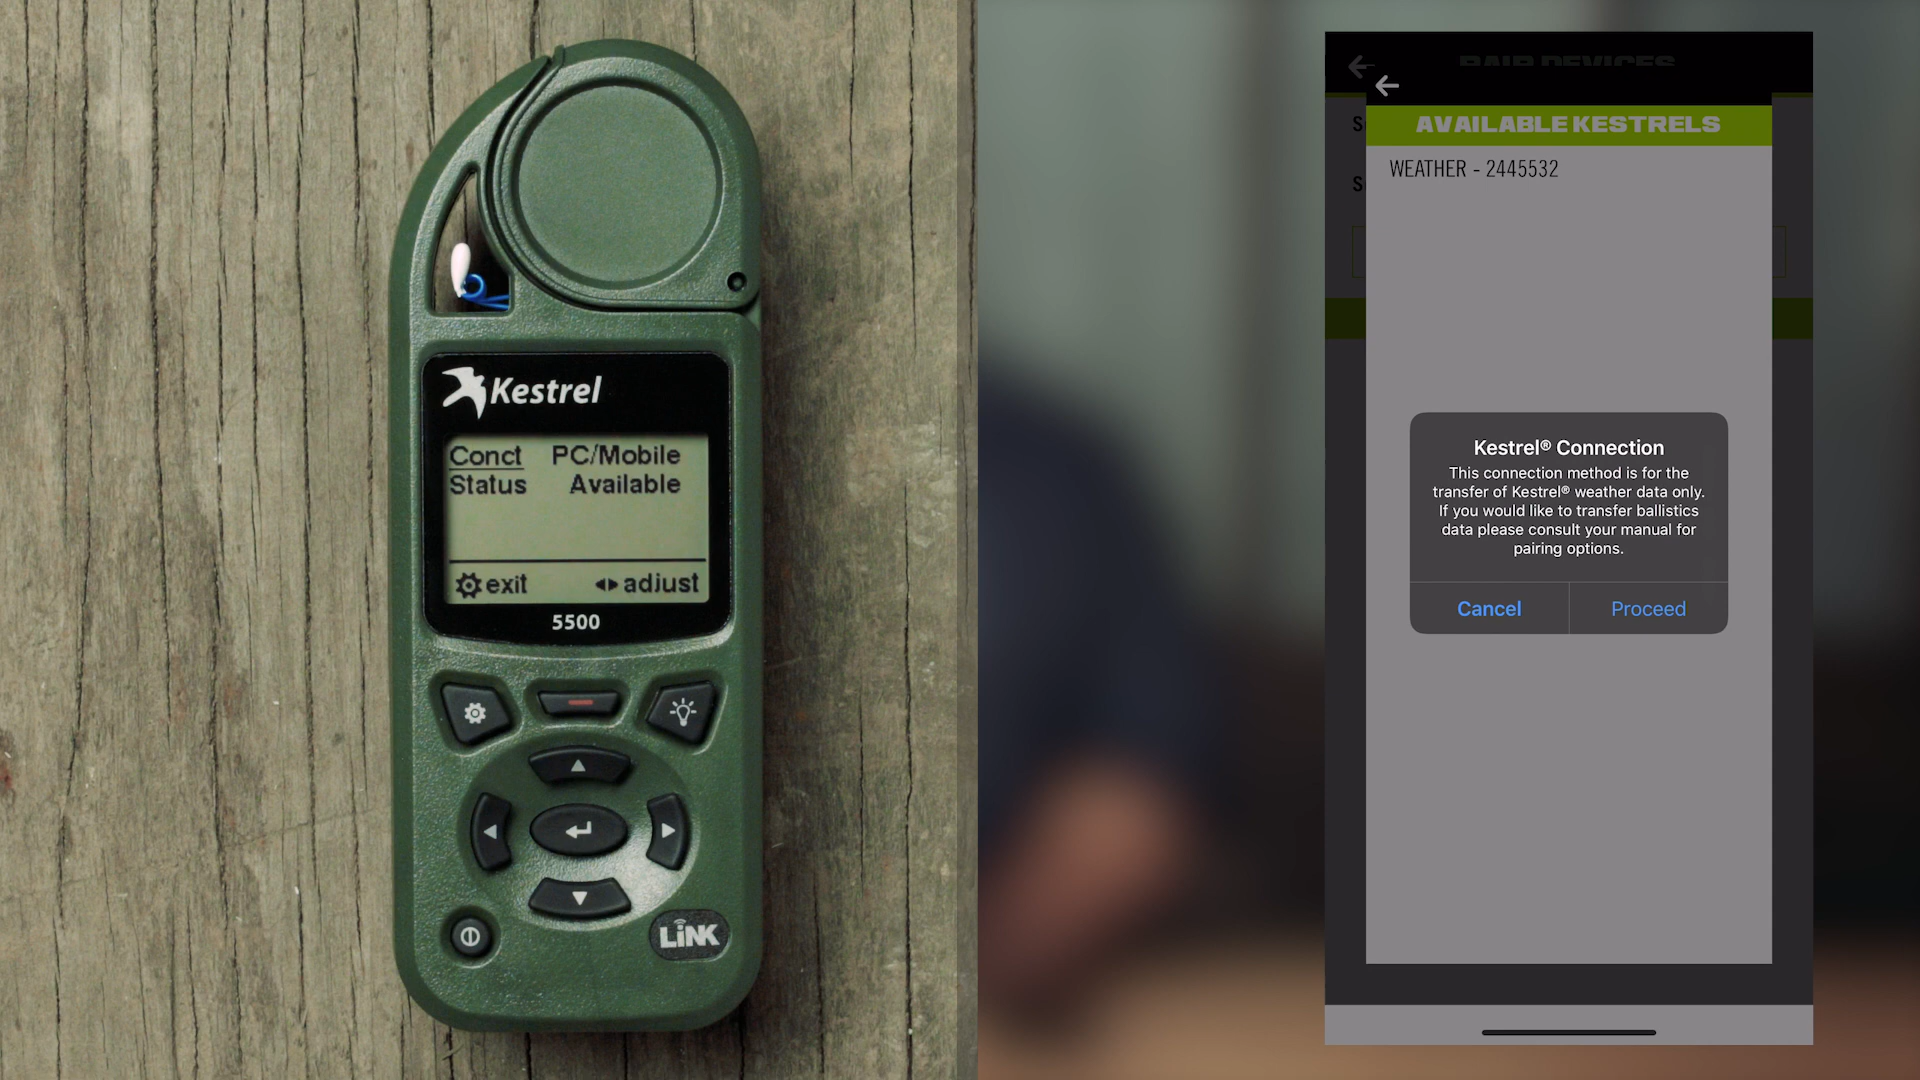 Kestrel
Conct PC/Mobile
Status Available
exit adjust
5500
LiNK
PAIR DEVICES
AVAILABLE KESTRELS
WEATHER - 2445532
Kestrel® Connection
This connection method is for the
transfer of Kestrel® weather data only.
If you would like to transfer ballistics
data please consult your manual for
pairing options.
Cancel Proceed